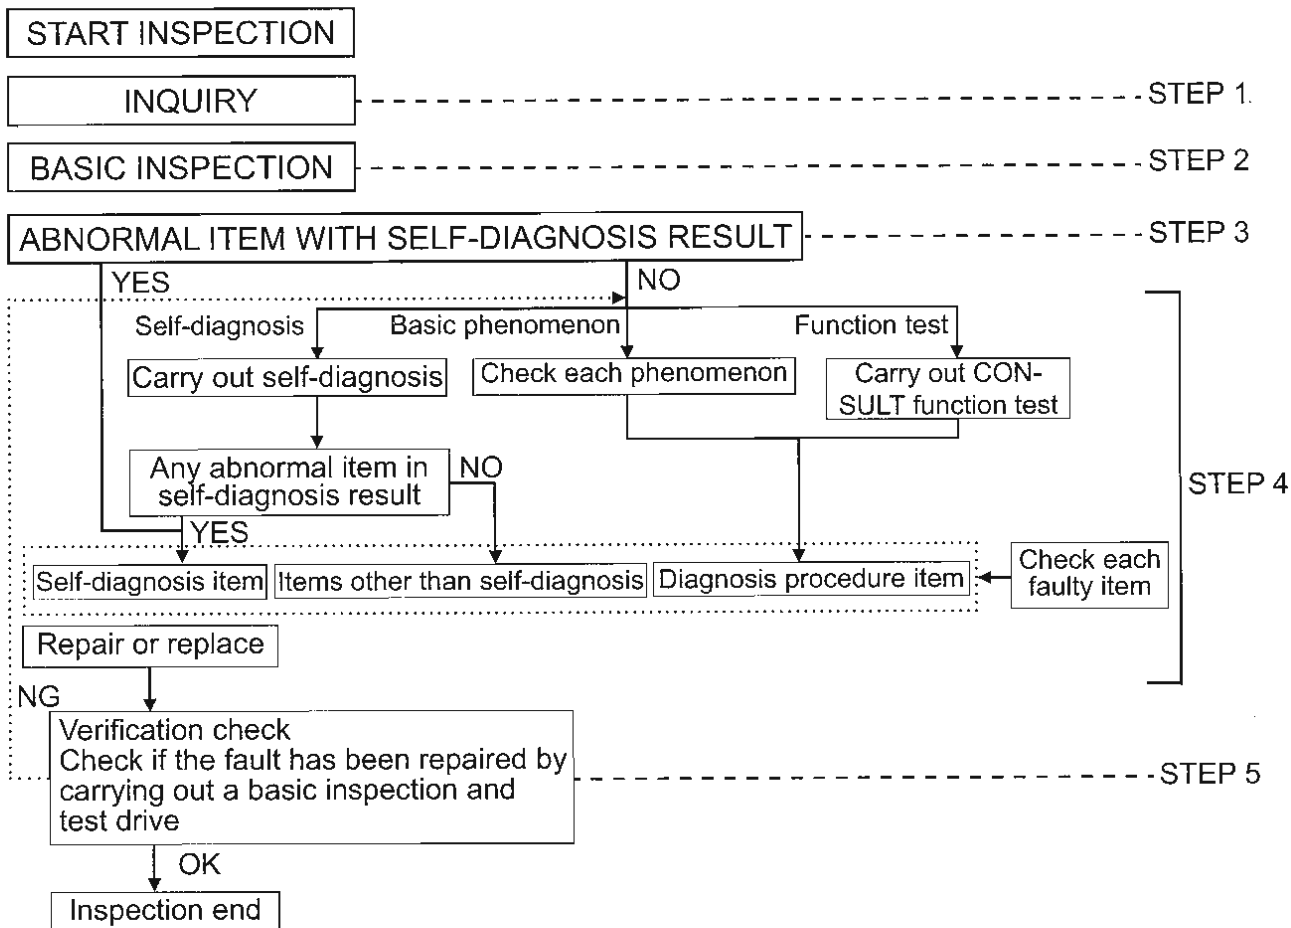 START INSPECTION
INQUIRY
STEP 1.
BASIC INSPECTION
STEP 2
ABNORMAL ITEM WITH SELF-DIAGNOSIS RESULT
STEP 3
YES
NO
Self-diagnosis
Basic phenomenon
Function test
Carry out self-diagnosis
Check each phenomenon
Carry out CON-
SULT function test
Any abnormal item in
self-diagnosis result
NO
STEP 4
YES
Self-diagnosis item
Items other than self-diagnosis
Diagnosis procedure item
Check each
faulty item
Repair or replace
NG
Verification check
Check if the fault has been repaired by
carrying out a basic inspection and
test drive
STEP 5
OK
Inspection end